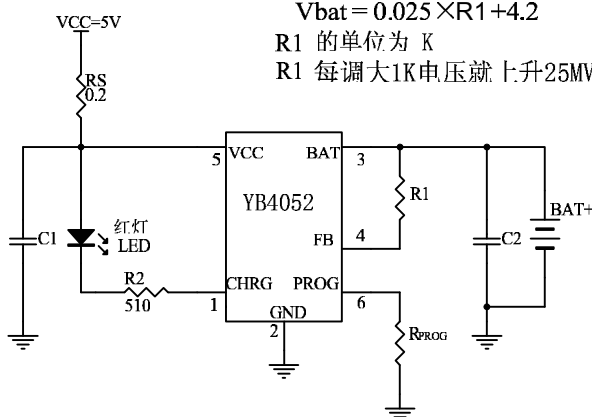 Vbat = 0.025 ×R1+4.2
R1 的单位为 K
R1 每调大1K电压就上升25MV
VCC=5V
RS
0.2
5
VCC
BAT
3
YB4052
R1
FB
4
C1
红灯
LED
C2
BAT+
R2
510
1
CHRG
PROG
6
GND
2
RPROG